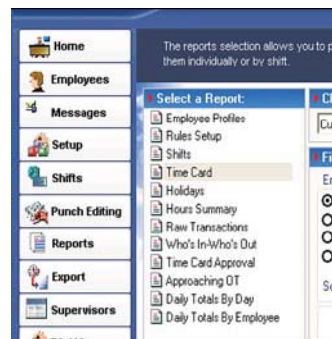 Home
Employees
Messages
Setup
Shifts
Punch Editing
Reports
Export
Supervisors
The reports selection allows you to
them individually or by shift.
Select a Report:
Employee Profiles
Rules Setup
Shifts
Time Card
Holidays
Hours Summary
Raw Transactions
Who's In-Who's Out
Time Card Approval
Approaching OT
Daily Totals By Day
Daily Totals By Employee